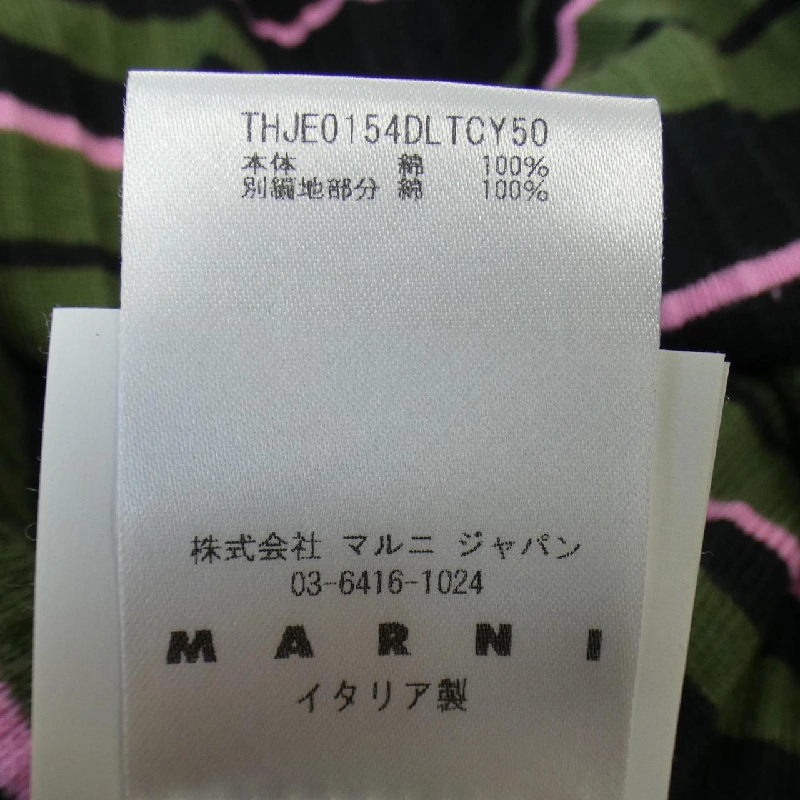 THJE0154DLTCY50
本体 綿 100%
別編地部分 綿 100%
株式会社 マルニ ジャパン
03-6416-1024
MARNI
イタリア製